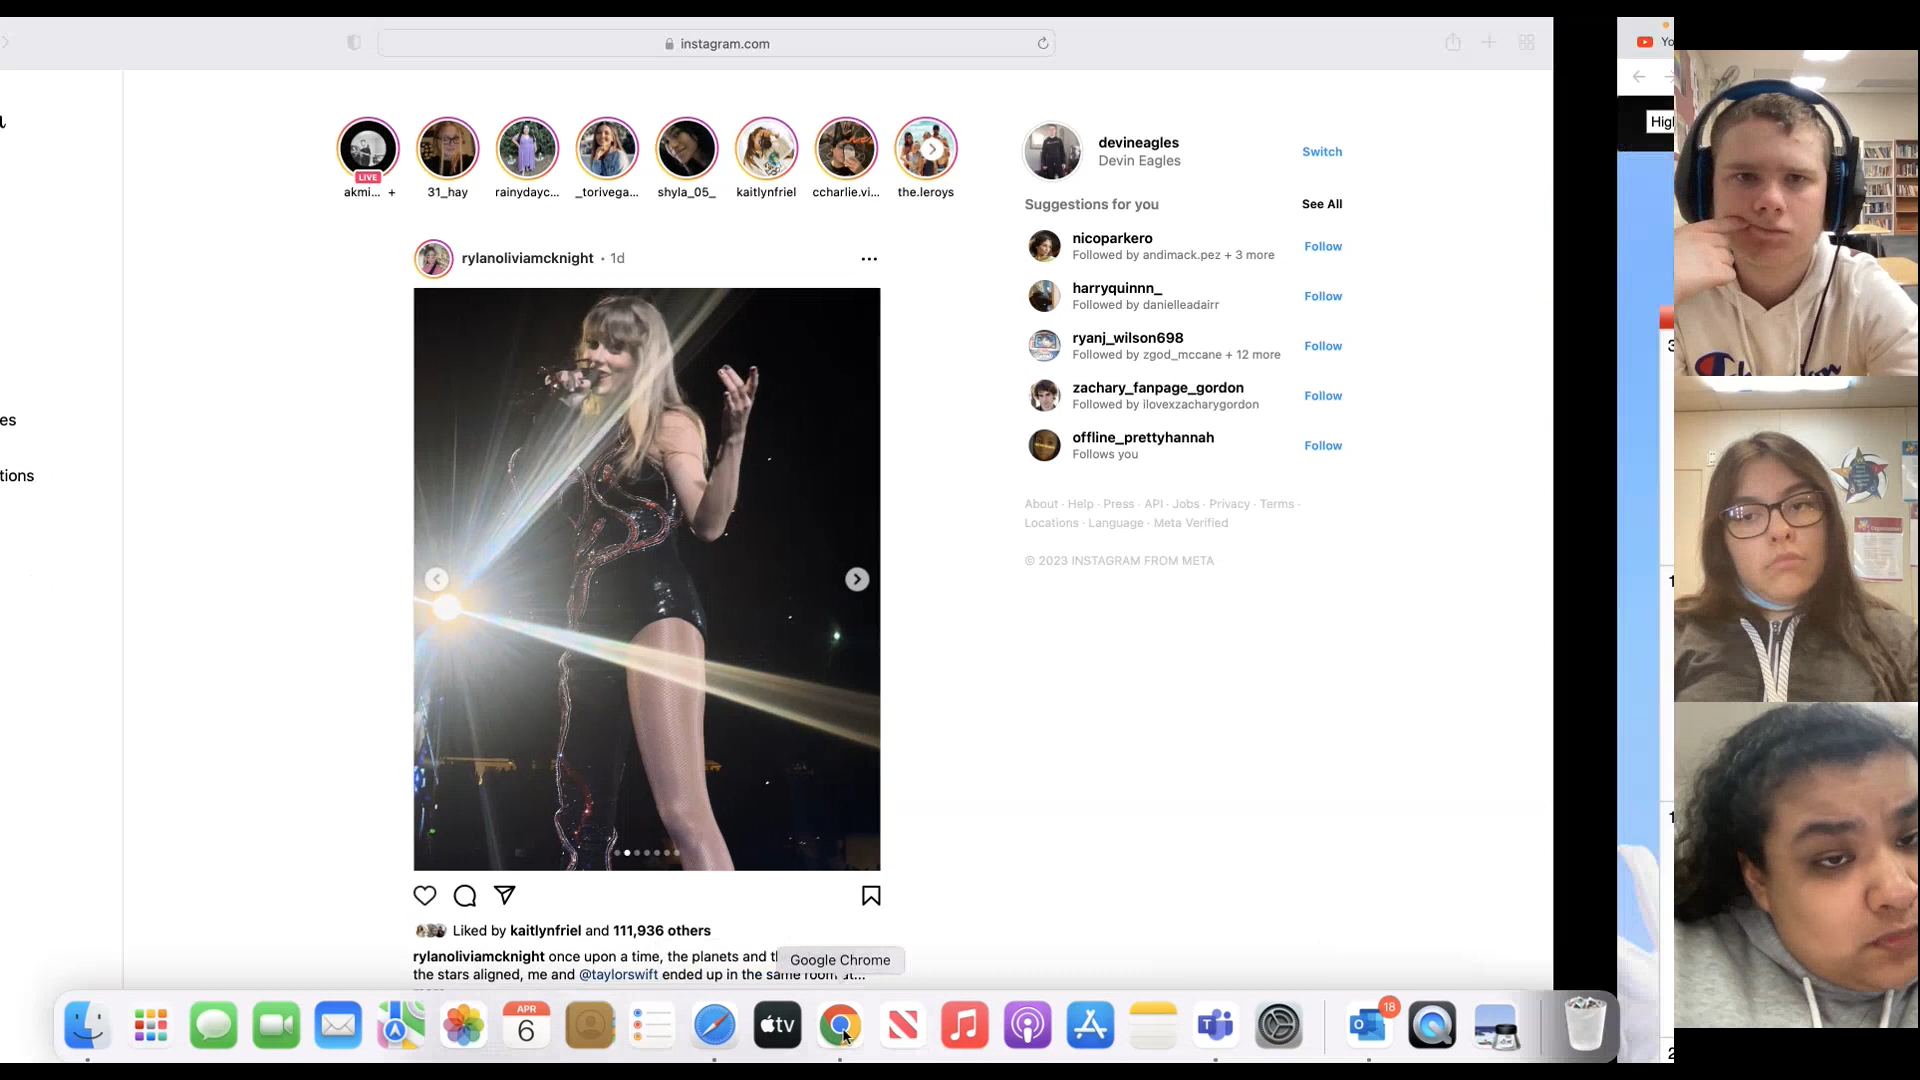 instagram.com
Yo
High
LIVE
akmi... +
31_hay
rainydayc...
_torivega...
shyla_05_
kaitlynfriel
ccharlie.vi...
the.leroys
devineagles
Devin Eagles
Switch
Suggestions for you
See All
nicoparkero
Followed by andimack.pez + 3 more
Follow
harryquinnn_
Followed by danielleadairr
Follow
ryanj_wilson698
Followed by zgod_mccane + 12 more
Follow
zachary_fanpage_gordon
Followed by ilovexzacharygordon
Follow
offline_prettyhannah
Follows you
Follow
About · Help · Press · API · Jobs · Privacy · Terms ·
Locations · Language · Meta Verified
© 2023 INSTAGRAM FROM META
es
tions
rylanoliviamcknight • 1d
Liked by kaitlynfriel and 111,936 others
rylanoliviamcknight once upon a time, the planets and
the stars aligned, me and @taylorswift ended up in the same room at...
Google Chrome
APR
6
tv
18